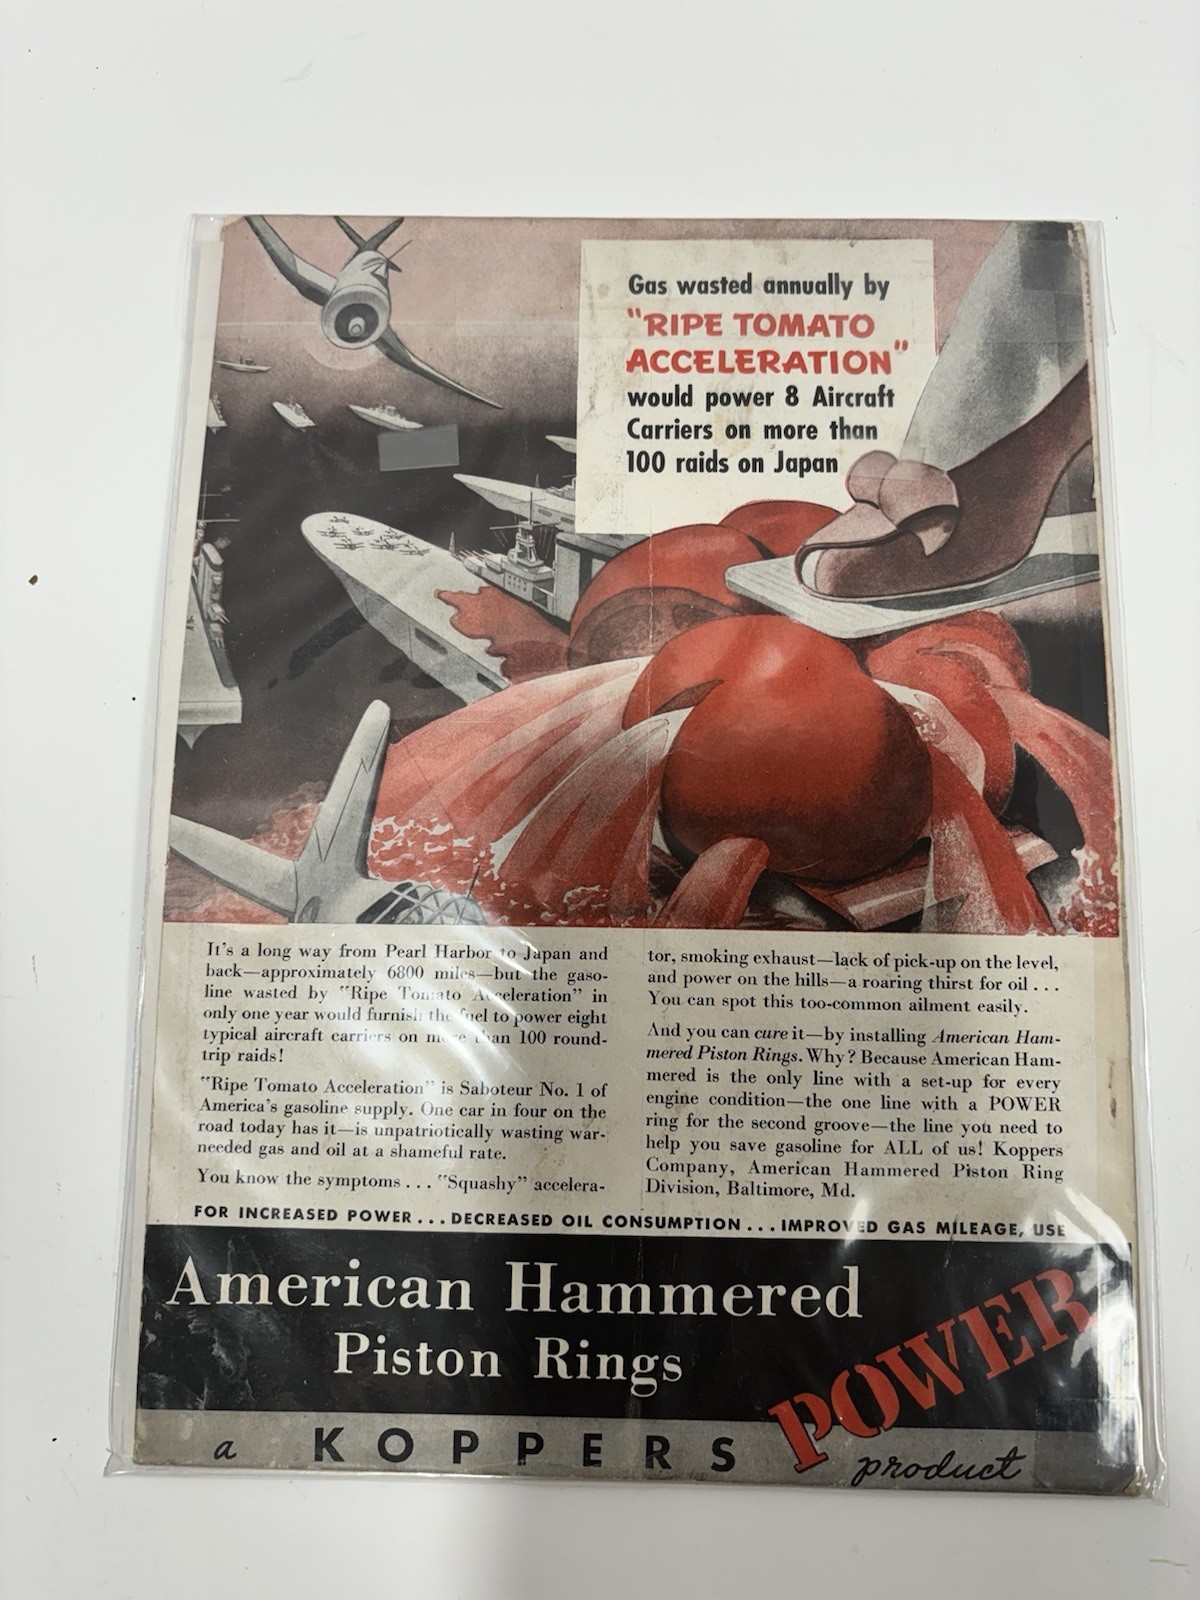 Gas wasted annually by
"RIPE TOMATO
ACCELERATION"
would power 8 Aircraft
Carriers on more than
100 raids on Japan
It's a long way from Pearl Harbor to Japan and
back—approximately 6800 miles—but the gaso-
line wasted by "Ripe Tomato Acceleration" in
only one year would furnish the fuel to power eight
typical aircraft carriers on more than 100 round-
trip raids!
"Ripe Tomato Acceleration" is Saboteur No. 1 of
America's gasoline supply. One car in four on the
road today has it—is unpatriotically wasting war-
needed gas and oil at a shameful rate.
You know the symptoms . . . "Squashy" accelera-
tor, smoking exhaust—lack of pick-up on the level,
and power on the hills—a roaring thirst for oil . . .
You can spot this too-common ailment easily.
And you can cure it—by installing American Ham-
mered Piston Rings. Why? Because American Ham-
mered is the only line with a set-up for every
engine condition—the one line with a POWER
ring for the second groove—the line you need to
help you save gasoline for ALL of us! Koppers
Company, American Hammered Piston Ring
Division, Baltimore, Md.
FOR INCREASED POWER . . . DECREASED OIL CONSUMPTION . . . IMPROVED GAS MILEAGE, USE
American Hammered
Piston Rings
POWER
a KOPPERS product